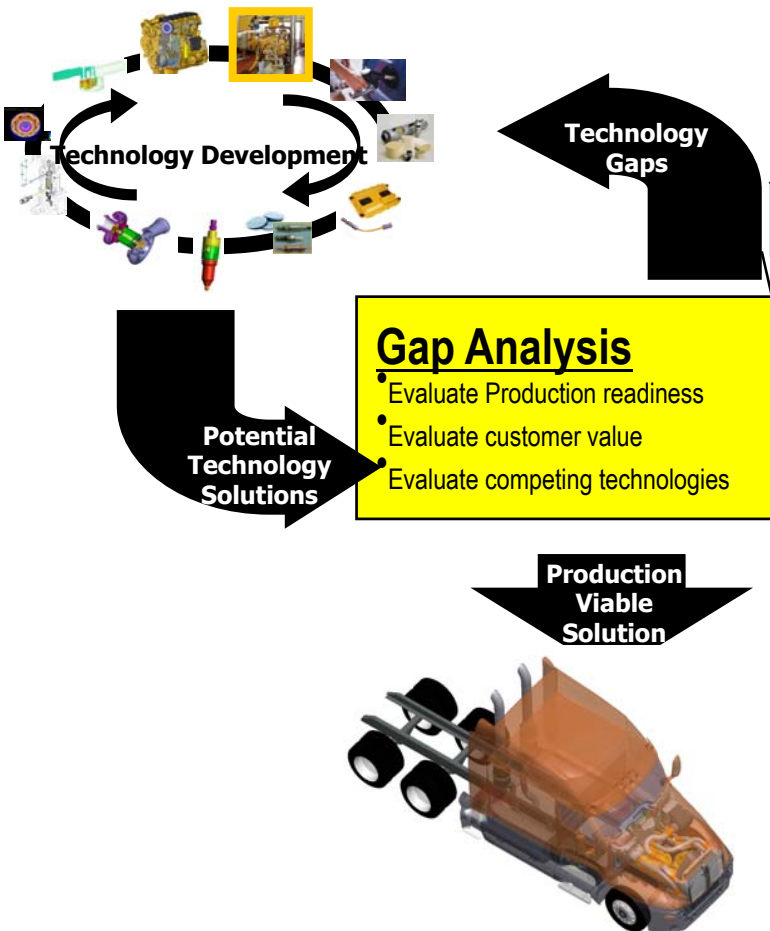 Technology Development
Technology
Gaps
Gap Analysis
•Evaluate Production readiness
•Evaluate customer value
•Evaluate competing technologies
Potential
Technology
Solutions
Production
Viable
Solution